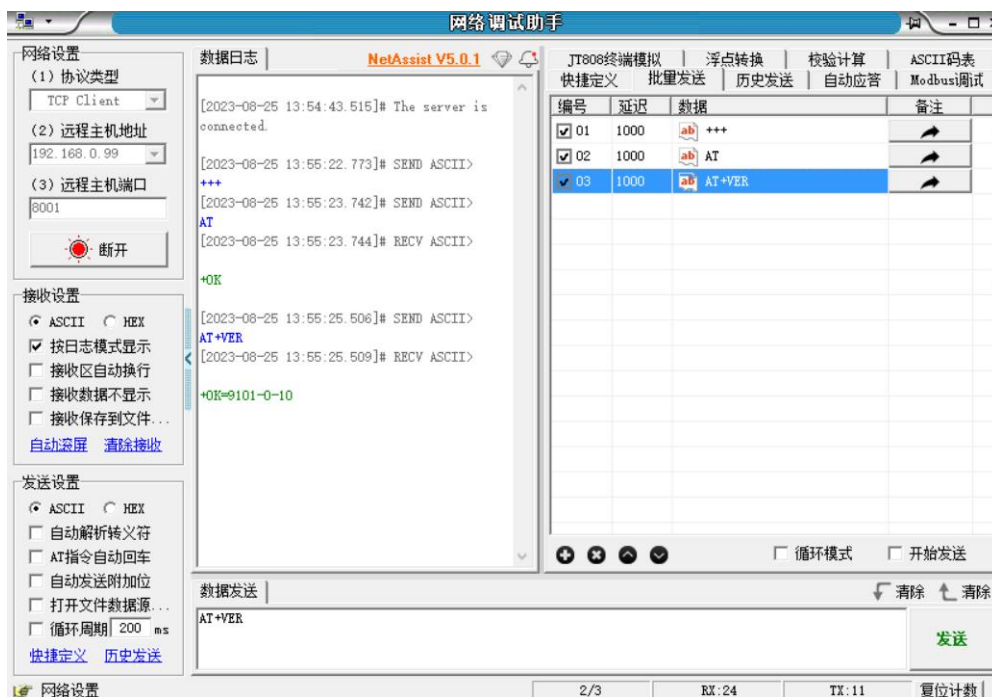 网络调试助手
网络设置
(1) 协议类型
TCP Client
(2) 远程主机地址
192.168.0.99
(3) 远程主机端口
8001
断开
接收设置
ASCII HEX
按日志模式显示
接收区自动换行
接收数据不显示
接收保存到文件...
自动滚屏 清除接收
发送设置
ASCII HEX
自动解析转义符
AT指令自动回车
自动发送附加位
打开文件数据源...
循环周期 200 ms
快捷定义 历史发送
数据日志 NetAssist V5.0.1
[2023-08-25 13:54:43.515]# The server is
connected.
[2023-08-25 13:55:22.773]# SEND ASCII>
+++
[2023-08-25 13:55:23.742]# SEND ASCII>
AT
[2023-08-25 13:55:23.744]# RECV ASCII>
+OK
[2023-08-25 13:55:25.506]# SEND ASCII>
AT+VER
[2023-08-25 13:55:25.509]# RECV ASCII>
+OK=9101-0-10
JT808终端模拟 浮点转换 校验计算 ASCII码表
快捷定义 批量发送 历史发送 自动应答 Modbus调试
编号 延迟 数据 备注
01 1000 ab +++
02 1000 ab AT
03 1000 ab AT+VER
循环模式 开始发送
数据发送 清除 清除
AT+VER
发送
网络设置 2/3 RX:24 TX:11 复位计数